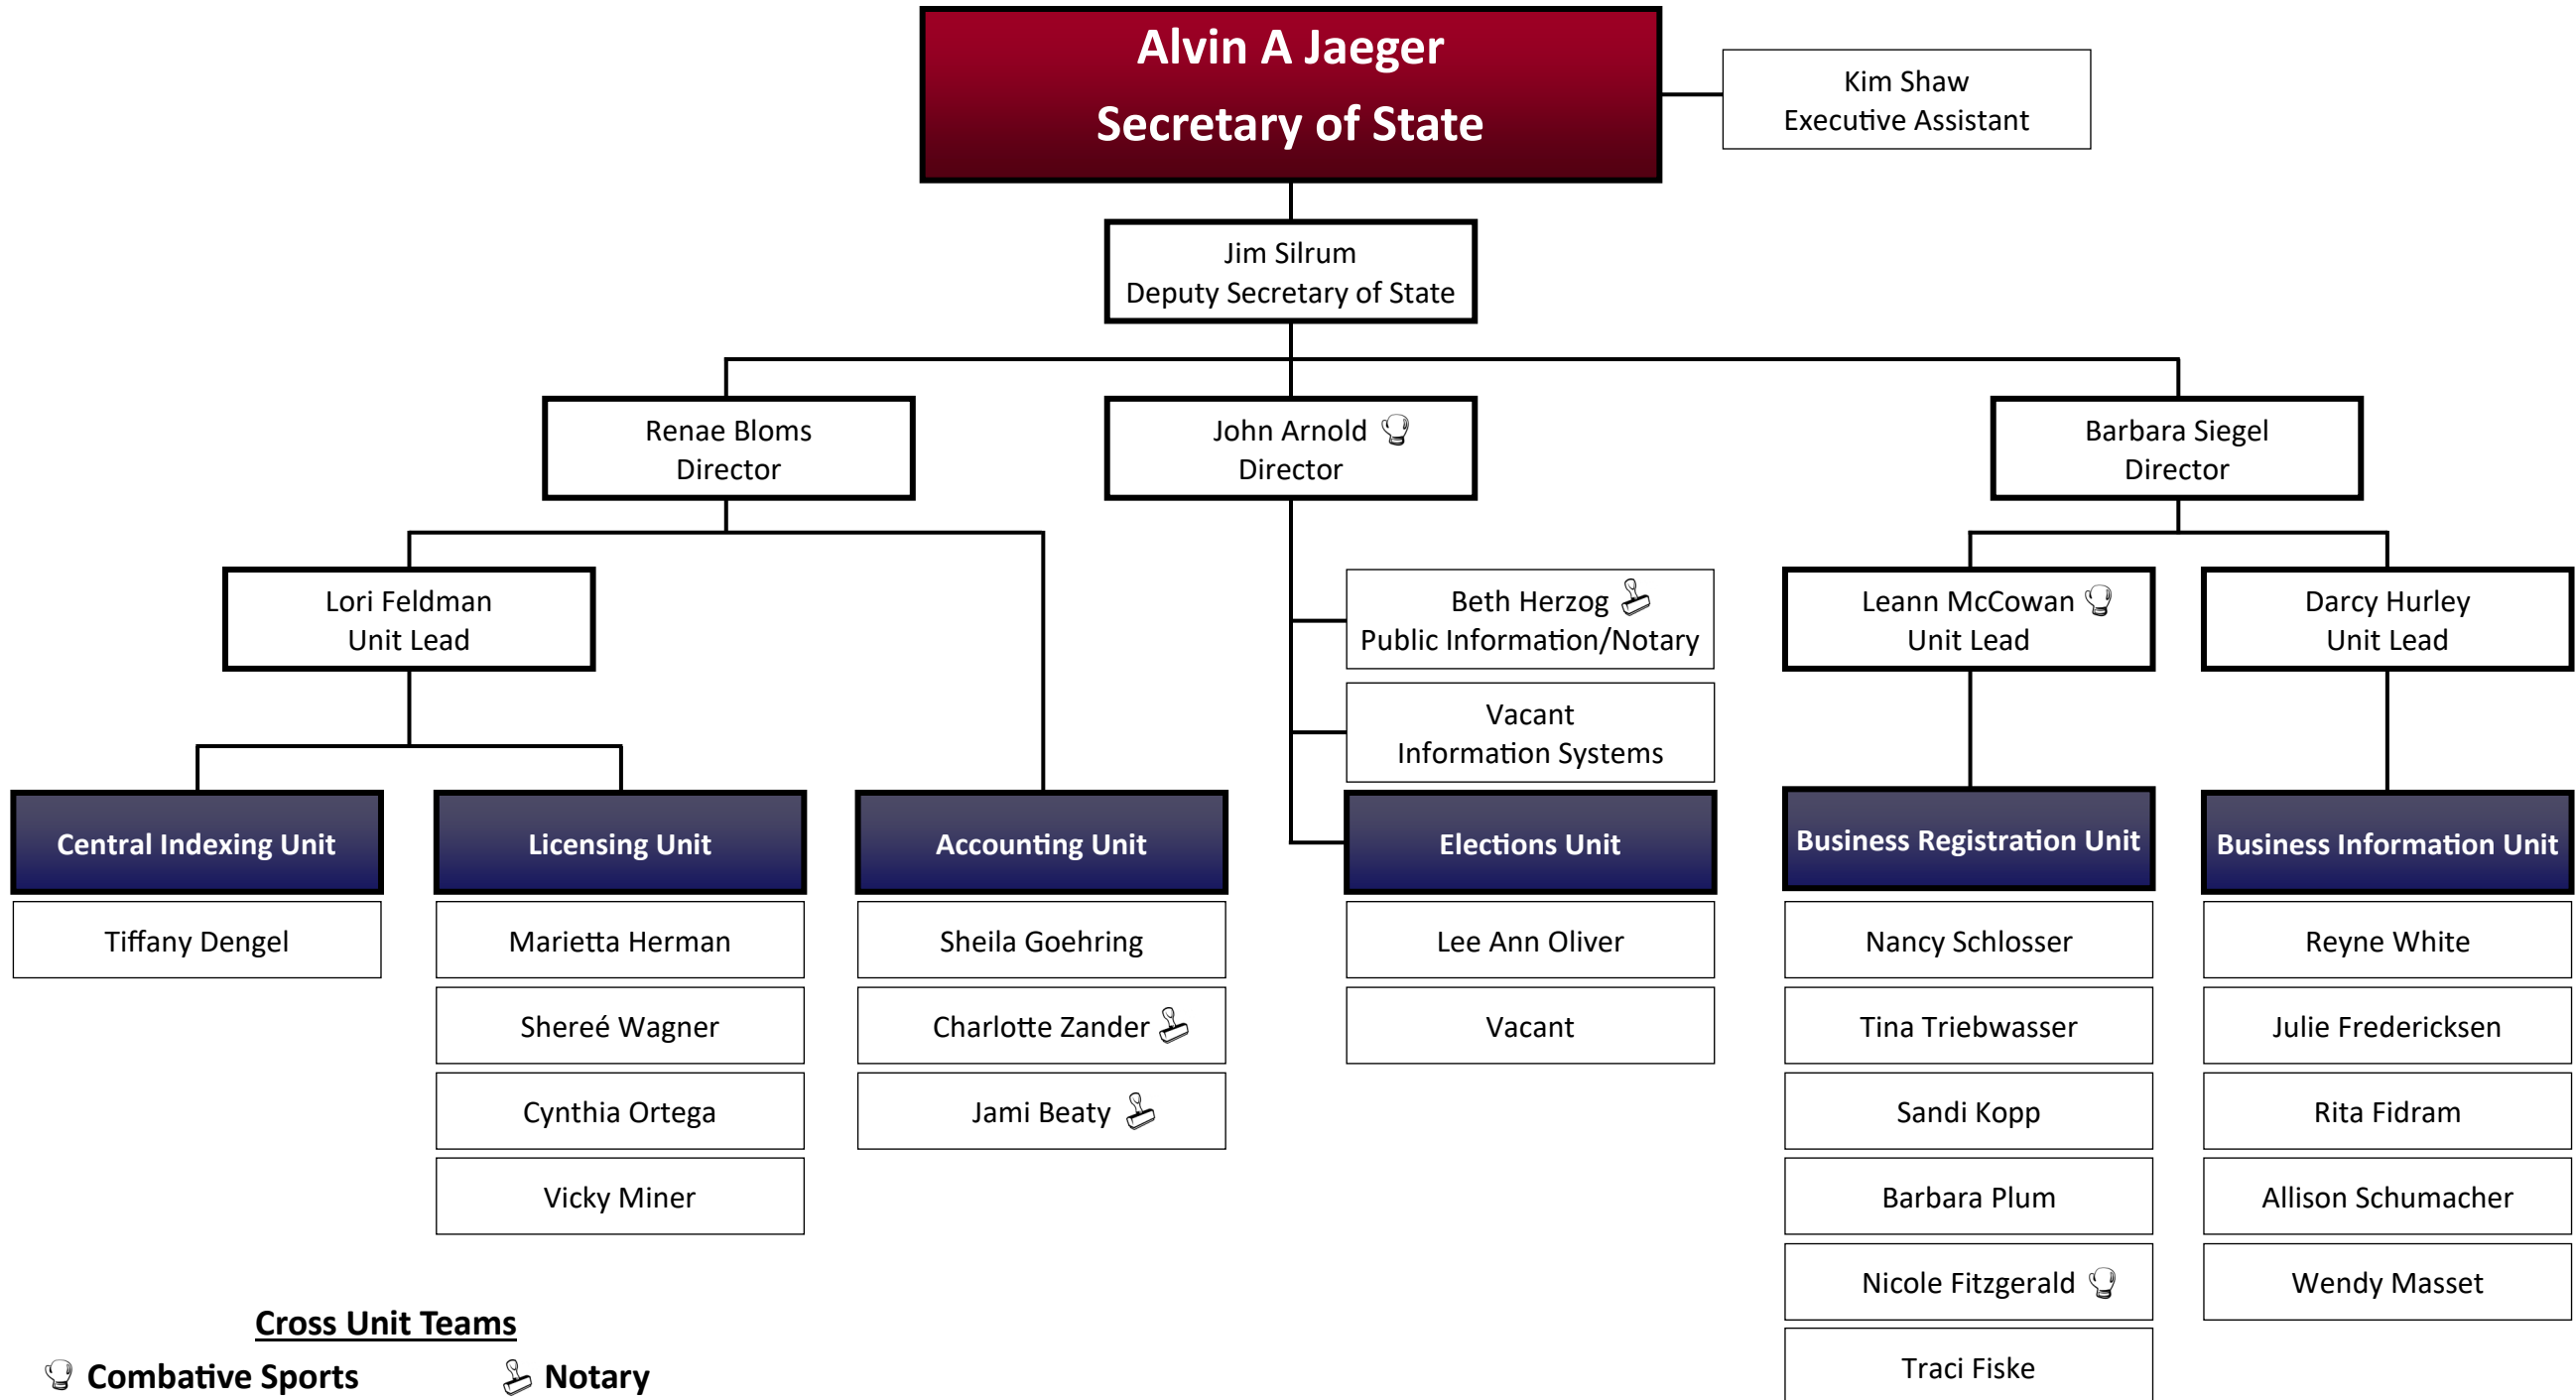 Alvin A Jaeger
Secretary of State
Kim Shaw
Executive Assistant
Jim Silrum
Deputy Secretary of State
Renae Bloms
Director
John Arnold
Director
Barbara Siegel
Director
Lori Feldman
Unit Lead
Beth Herzog
Public Information/Notary
Vacant
Information Systems
Leann McCowan
Unit Lead
Darcy Hurley
Unit Lead
Central Indexing Unit
Tiffany Dengel
Licensing Unit
Marietta Herman
Shereé Wagner
Cynthia Ortega
Vicky Miner
Accounting Unit
Sheila Goehring
Charlotte Zander
Jami Beaty
Elections Unit
Lee Ann Oliver
Vacant
Business Registration Unit
Nancy Schlosser
Tina Triebwasser
Sandi Kopp
Barbara Plum
Nicole Fitzgerald
Traci Fiske
Business Information Unit
Reyne White
Julie Fredericksen
Rita Fidram
Allison Schumacher
Wendy Masset
Cross Unit Teams
Combative Sports
Notary